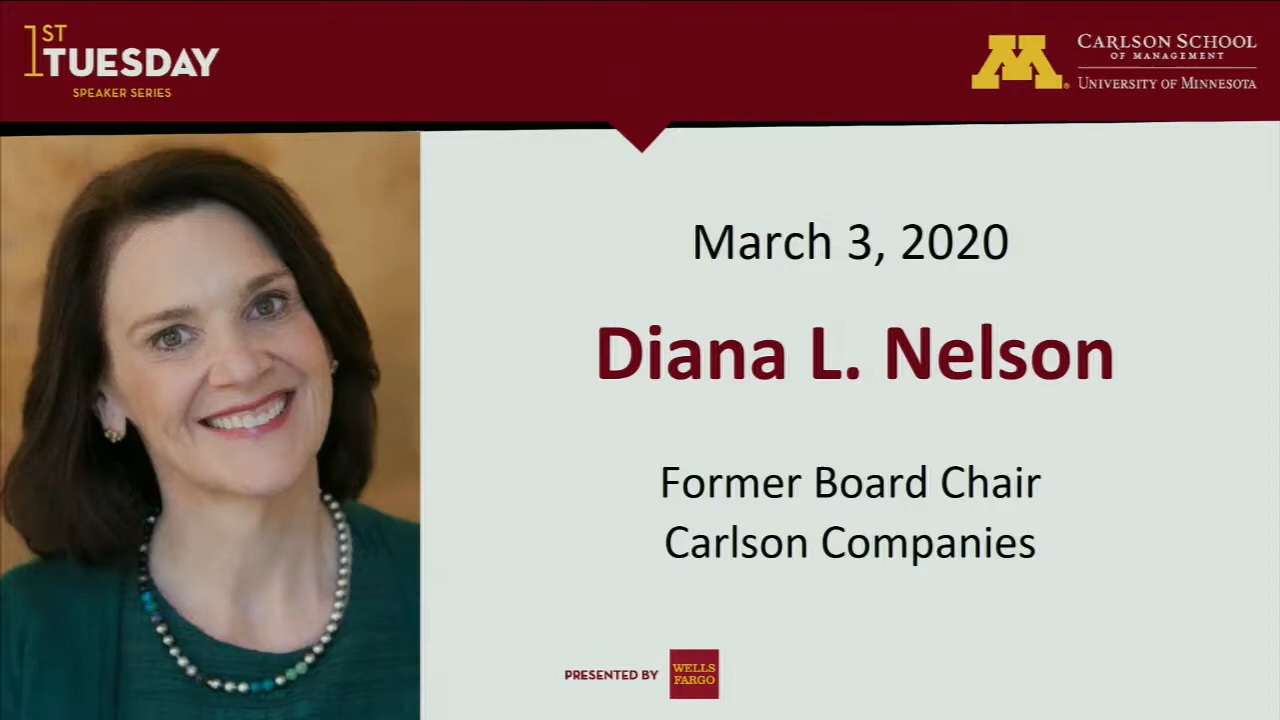 1ST
TUESDAY
SPEAKER SERIES
M®
CARLSON SCHOOL
OF MANAGEMENT
UNIVERSITY OF MINNESOTA
March 3, 2020
Diana L. Nelson
Former Board Chair
Carlson Companies
PRESENTED BY
WELLS
FARGO